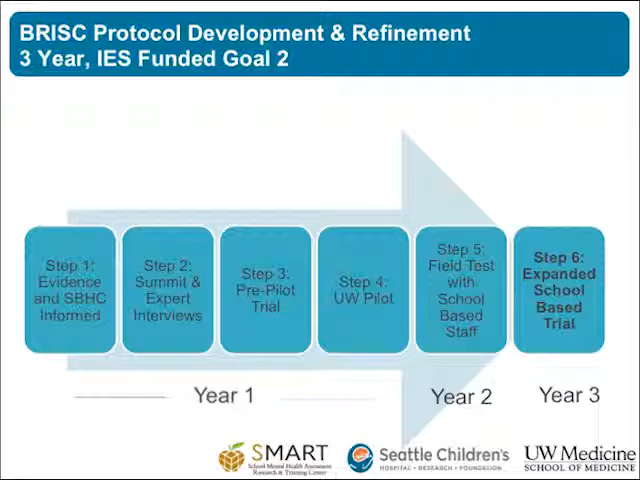 BRISC Protocol Development & Refinement
3 Year, IES Funded Goal 2
Step 1:
Evidence
and SBHC
Informed
Step 2:
Summit &
Expert
Interviews
Step 3:
Pre-Pilot
Trial
Step 4:
UW Pilot
Step 5:
Field Test
with
School
Based
Staff
Step 6:
Expanded
School
Based
Trial
Year 1
Year 2
Year 3
SMART
School Mental Health Assessment
Research & Training Center
Seattle Children's
HOSPITAL • RESEARCH • FOUNDATION
UW Medicine
SCHOOL OF MEDICINE